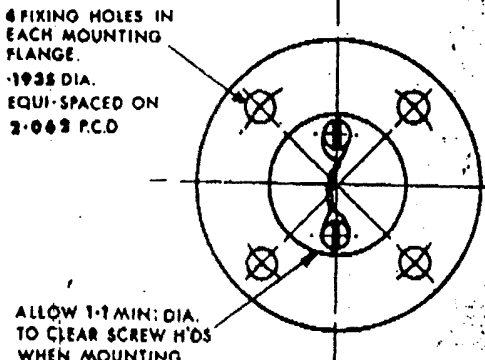 4 FIXING HOLES IN
EACH MOUNTING
FLANGE.
·1935 DIA.
EQUI-SPACED ON
2·062 P.C.D
ALLOW 1·1 MIN: DIA.
TO CLEAR SCREW H'DS
WHEN MOUNTING